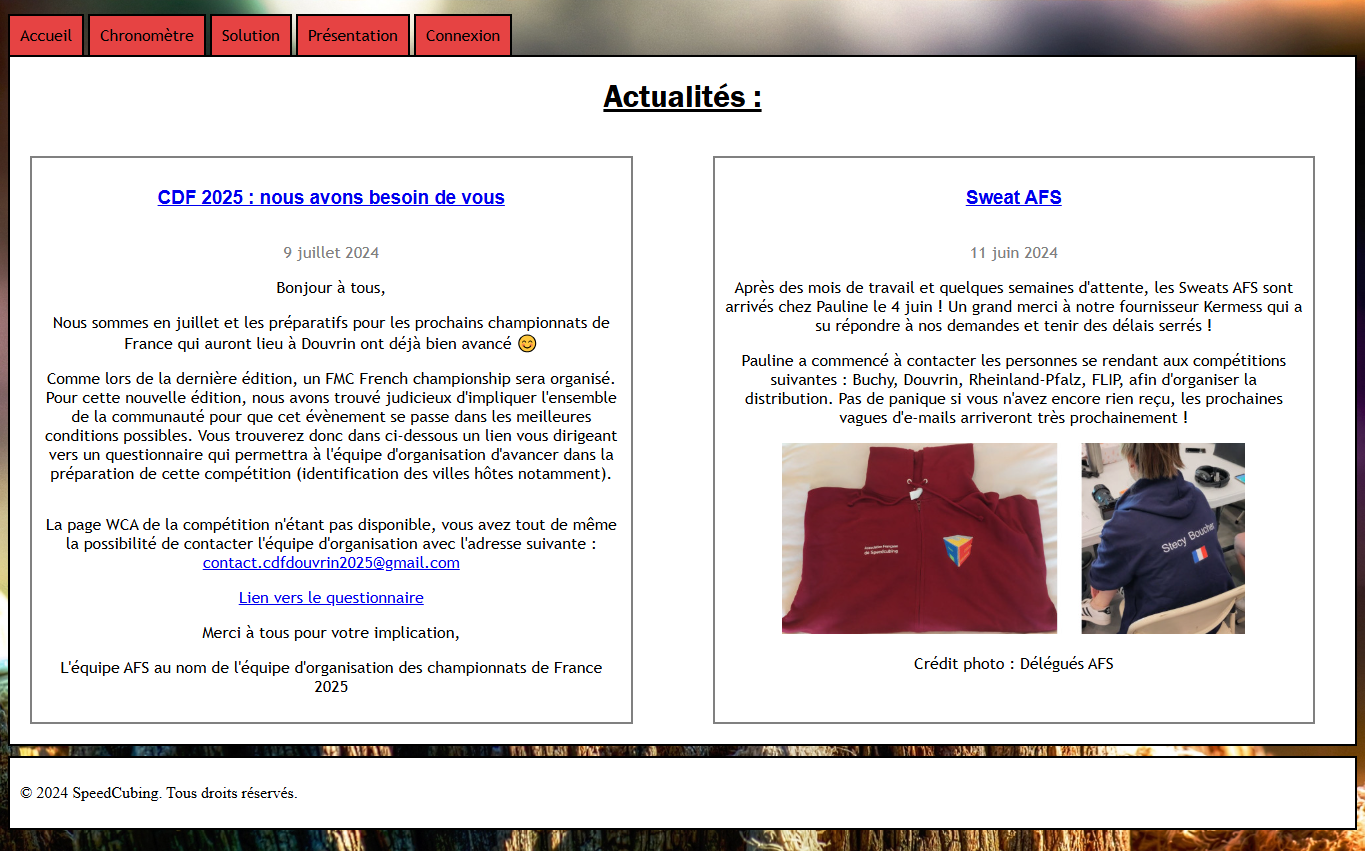 Accueil
Chronomètre
Solution
Présentation
Connexion
Actualités :
CDF 2025 : nous avons besoin de vous
9 juillet 2024
Bonjour à tous,
Nous sommes en juillet et les préparatifs pour les prochains championnats de
France qui auront lieu à Douvrin ont déjà bien avancé 😊
Comme lors de la dernière édition, un FMC French championship sera organisé.
Pour cette nouvelle édition, nous avons trouvé judicieux d'impliquer l'ensemble
de la communauté pour que cet évènement se passe dans les meilleures
conditions possibles. Vous trouverez donc dans ci-dessous un lien vous dirigeant
vers un questionnaire qui permettra à l'équipe d'organisation d'avancer dans la
préparation de cette compétition (identification des villes hôtes notamment).
La page WCA de la compétition n'étant pas disponible, vous avez tout de même
la possibilité de contacter l'équipe d'organisation avec l'adresse suivante :
contact.cdfdouvrin2025@gmail.com
Lien vers le questionnaire
Merci à tous pour votre implication,
L'équipe AFS au nom de l'équipe d'organisation des championnats de France
2025
Sweat AFS
11 juin 2024
Après des mois de travail et quelques semaines d'attente, les Sweats AFS sont
arrivés chez Pauline le 4 juin ! Un grand merci à notre fournisseur Kermess qui a
su répondre à nos demandes et tenir des délais serrés !
Pauline a commencé à contacter les personnes se rendant aux compétitions
suivantes : Buchy, Douvrin, Rheinland-Pfalz, FLIP, afin d'organiser la
distribution. Pas de panique si vous n'avez encore rien reçu, les prochaines
vagues d'e-mails arriveront très prochainement !
Association Française
de Speedcubing
Stecy Boucher
Crédit photo : Délégués AFS
© 2024 SpeedCubing. Tous droits réservés.